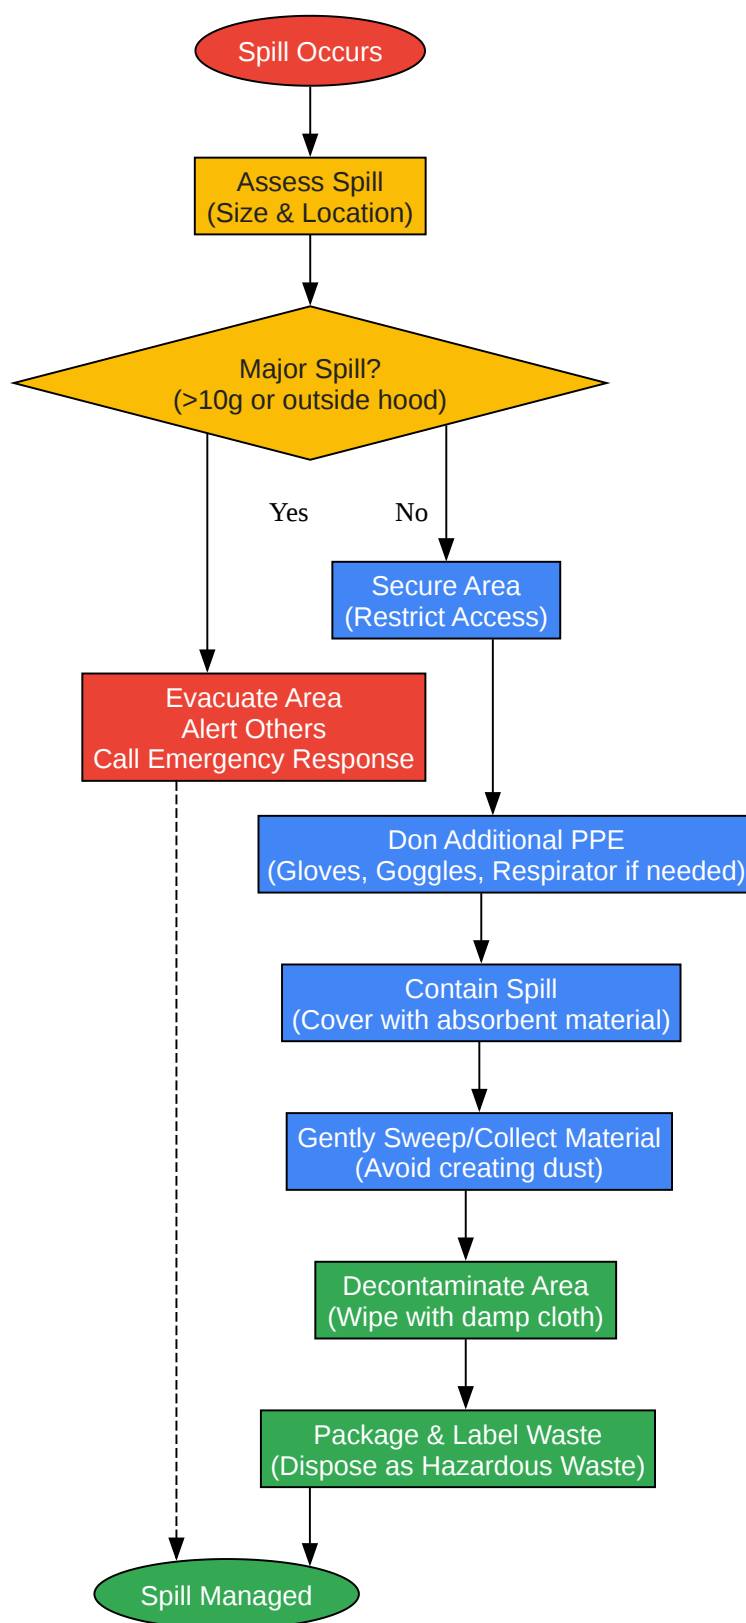 Spill Occurs
Assess Spill
(Size & Location)
Major Spill?
(>10g or outside hood)
Yes
No
Secure Area
(Restrict Access)
Evacuate Area
Alert Others
Call Emergency Response
Don Additional PPE
(Gloves, Goggles, Respirator if needed)
Contain Spill
(Cover with absorbent material)
Gently Sweep/Collect Material
(Avoid creating dust)
Decontaminate Area
(Wipe with damp cloth)
Package & Label Waste
(Dispose as Hazardous Waste)
Spill Managed